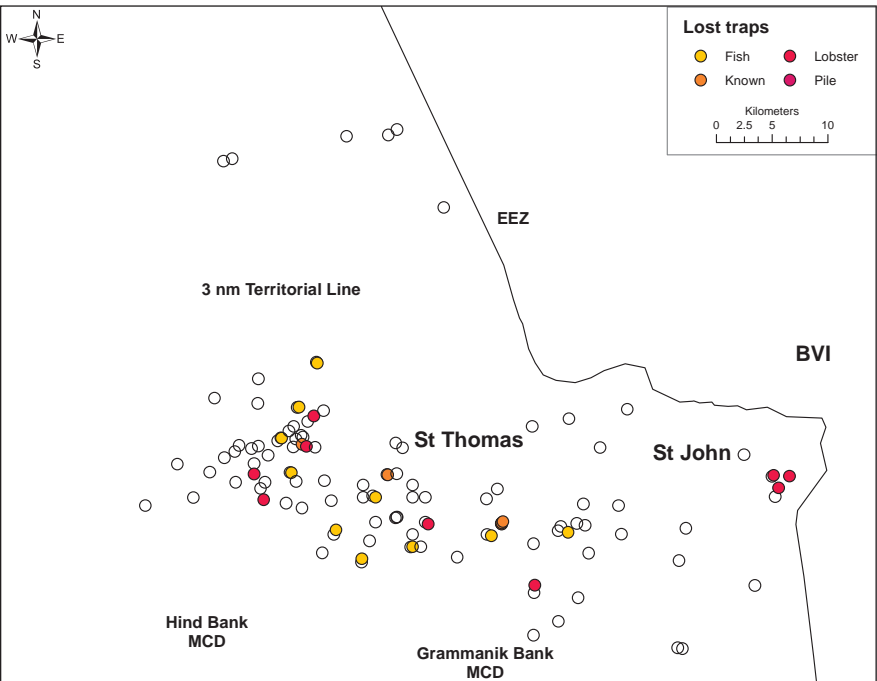 N
W E
S
Lost traps
Fish Lobster
Known Pile
Kilometers
0 2.5 5 10
EEZ
3 nm Territorial Line
BVI
St Thomas
St John
Hind Bank
MCD
Grammanik Bank
MCD